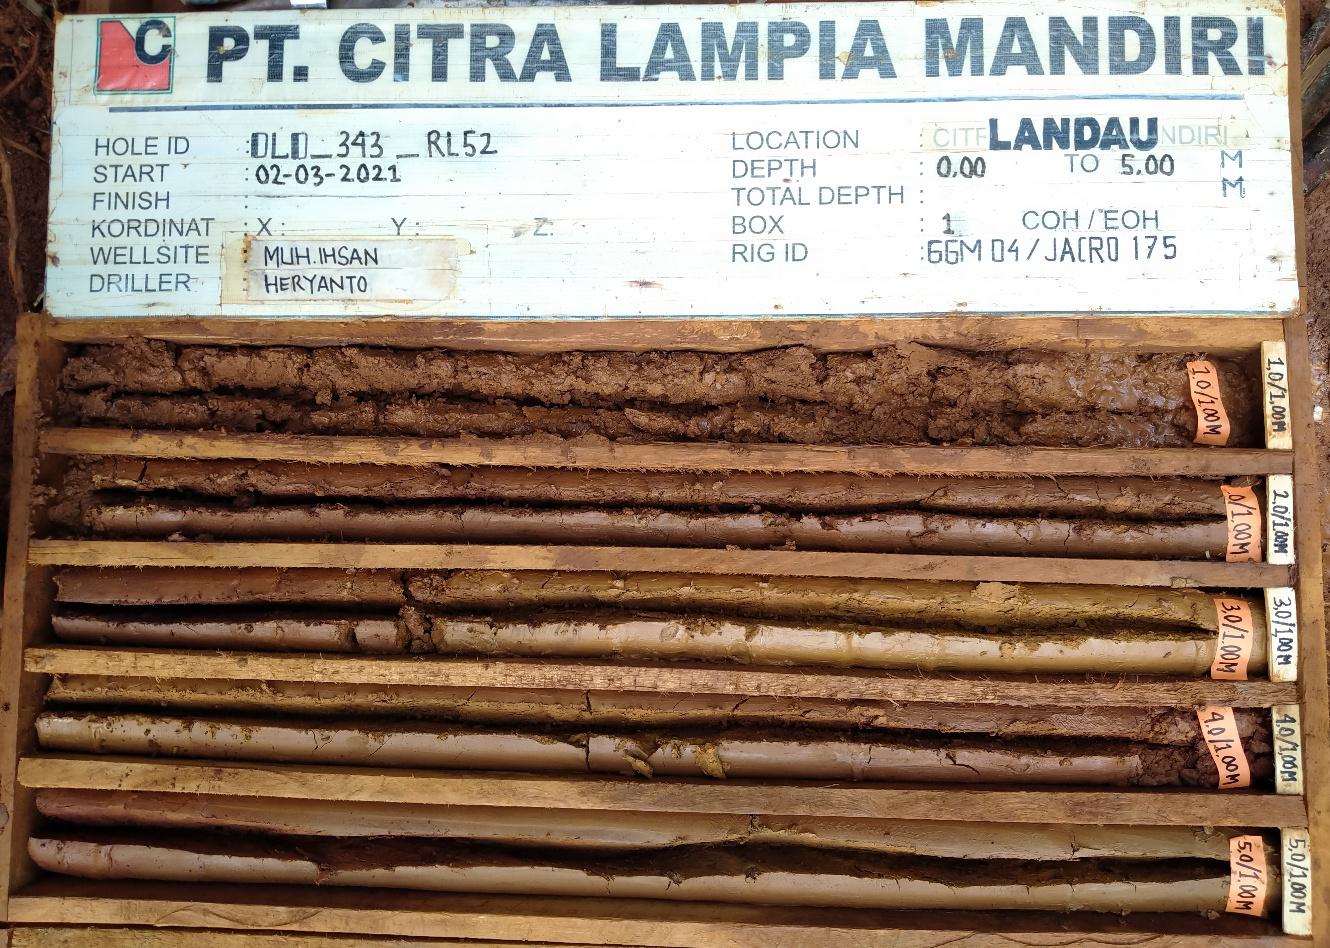 C PT. CITRA LAMPIA MANDIRI
HOLE ID : DLD_343_RL52
START : 02-03-2021
FINISH :
KORDINAT : X : Y : Z:
WELLSITE MUH.IHSAN
DRILLER : HERYANTO
LOCATION LANDAU
DEPTH : 0.00 TO 5.00 M
TOTAL DEPTH : M
BOX : 1 COH / EOH
RIG ID : GGM 04 / JACRO 175
1.0/1.00M 1,0/1,00M
.0/1.00M 2.0/1.00M
3.0/1.00M 3,0/1,00M
4.0/1.00M 4.0/1.00M
5.0/1.00M 5,0/1,00M